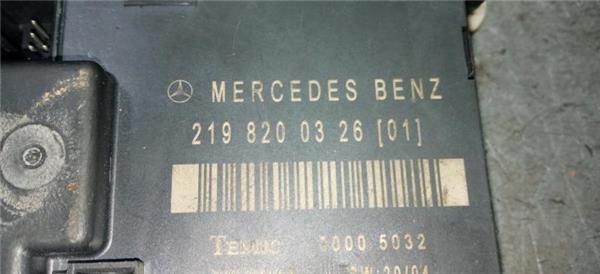 MERCEDES BENZ
219 820 03 26 [01]
TEMIC 0000 5032